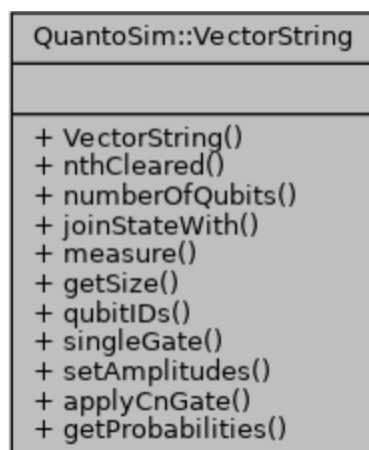 QuantoSim::VectorString
+ VectorString()
+ nthCleared()
+ numberOfQubits()
+ joinStateWith()
+ measure()
+ getSize()
+ qubitIDs()
+ singleGate()
+ setAmplitudes()
+ applyCnGate()
+ getProbabilities()